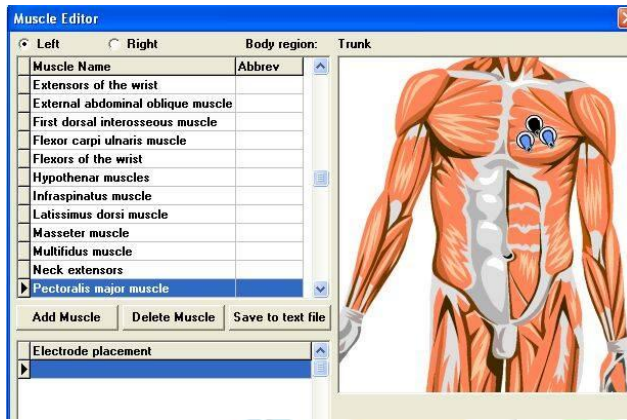 Muscle Editor
Left Right Body region: Trunk
Muscle Name Abbrev
Extensors of the wrist
External abdominal oblique muscle
First dorsal interosseous muscle
Flexor carpi ulnaris muscle
Flexors of the wrist
Hypothenar muscles
Infraspinatus muscle
Latissimus dorsi muscle
Masseter muscle
Multifidus muscle
Neck extensors
Pectoralis major muscle
Add Muscle Delete Muscle Save to text file
Electrode placement